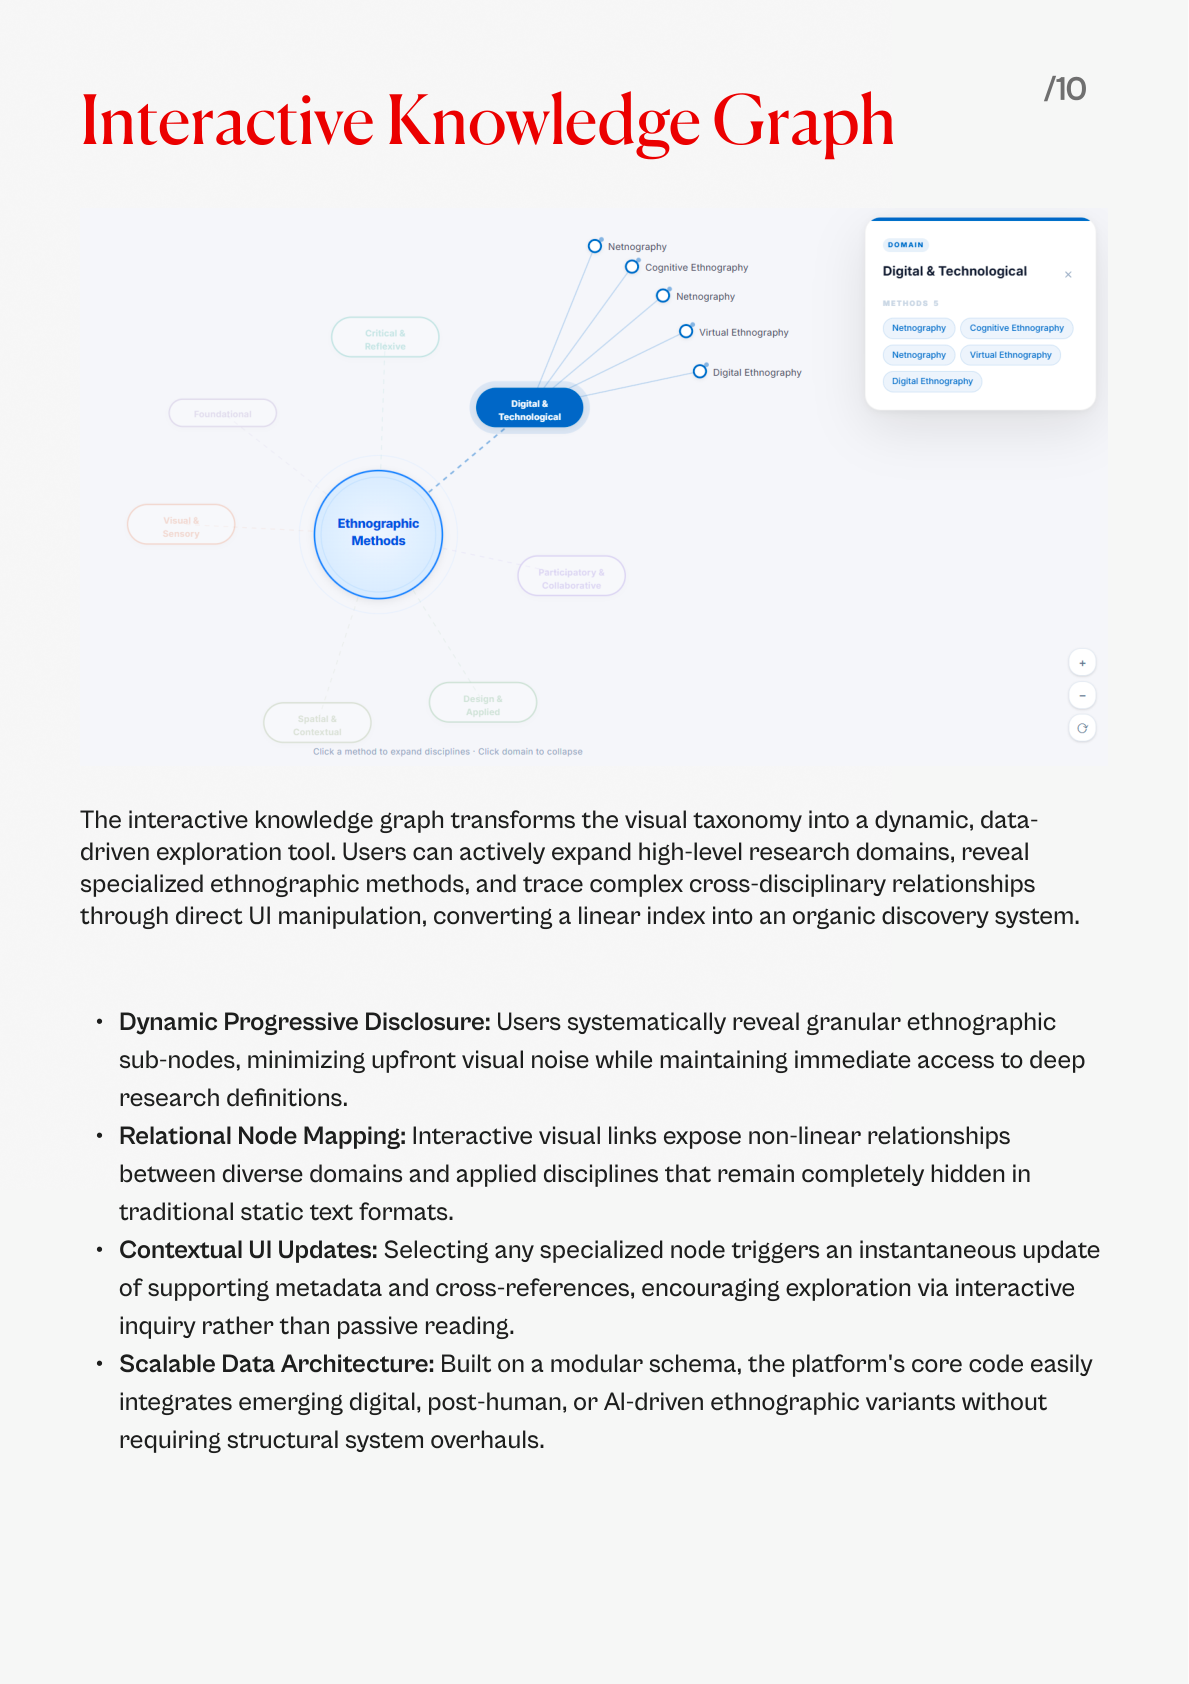 /10
Interactive Knowledge Graph
Netnography
Cognitive Ethnography
Netnography
Virtual Ethnography
Digital Ethnography
Critical &
Reflexive
Digital &
Technological
Foundational
Visual &
Sensory
Ethnographic
Methods
Participatory &
Collaborative
Design &
Applied
Spatial &
Contextual
Click a method to expand disciplines · Click domain to collapse
DOMAIN
Digital & Technological
×
METHODS 5
Netnography
Cognitive Ethnography
Netnography
Virtual Ethnography
Digital Ethnography
+
−
The interactive knowledge graph transforms the visual taxonomy into a dynamic, data-
driven exploration tool. Users can actively expand high-level research domains, reveal
specialized ethnographic methods, and trace complex cross-disciplinary relationships
through direct UI manipulation, converting a linear index into an organic discovery system.
• Dynamic Progressive Disclosure: Users systematically reveal granular ethnographic
sub-nodes, minimizing upfront visual noise while maintaining immediate access to deep
research definitions.
• Relational Node Mapping: Interactive visual links expose non-linear relationships
between diverse domains and applied disciplines that remain completely hidden in
traditional static text formats.
• Contextual UI Updates: Selecting any specialized node triggers an instantaneous update
of supporting metadata and cross-references, encouraging exploration via interactive
inquiry rather than passive reading.
• Scalable Data Architecture: Built on a modular schema, the platform's core code easily
integrates emerging digital, post-human, or AI-driven ethnographic variants without
requiring structural system overhauls.